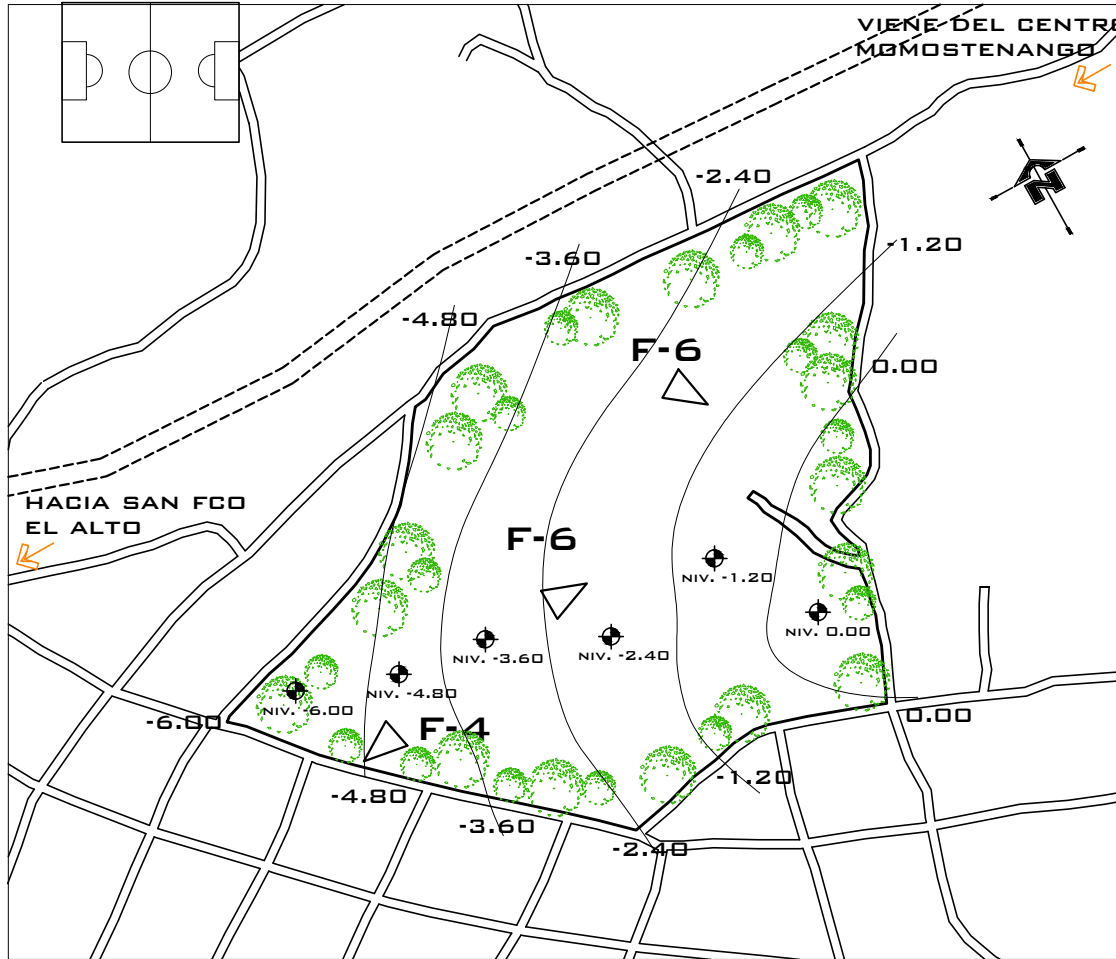 VIENE DEL CENTRO
MOMOSTENANGO
N
-2.40
-1.20
-3.60
-4.80
F-6
0.00
HACIA SAN FCO
EL ALTO
F-6
NIV. -1.20
NIV. 0.00
NIV. -3.60
NIV. -2.40
NIV. -4.80
NIV. -6.00
-6.00
F-4
0.00
-1.20
-4.80
-3.60
-2.40